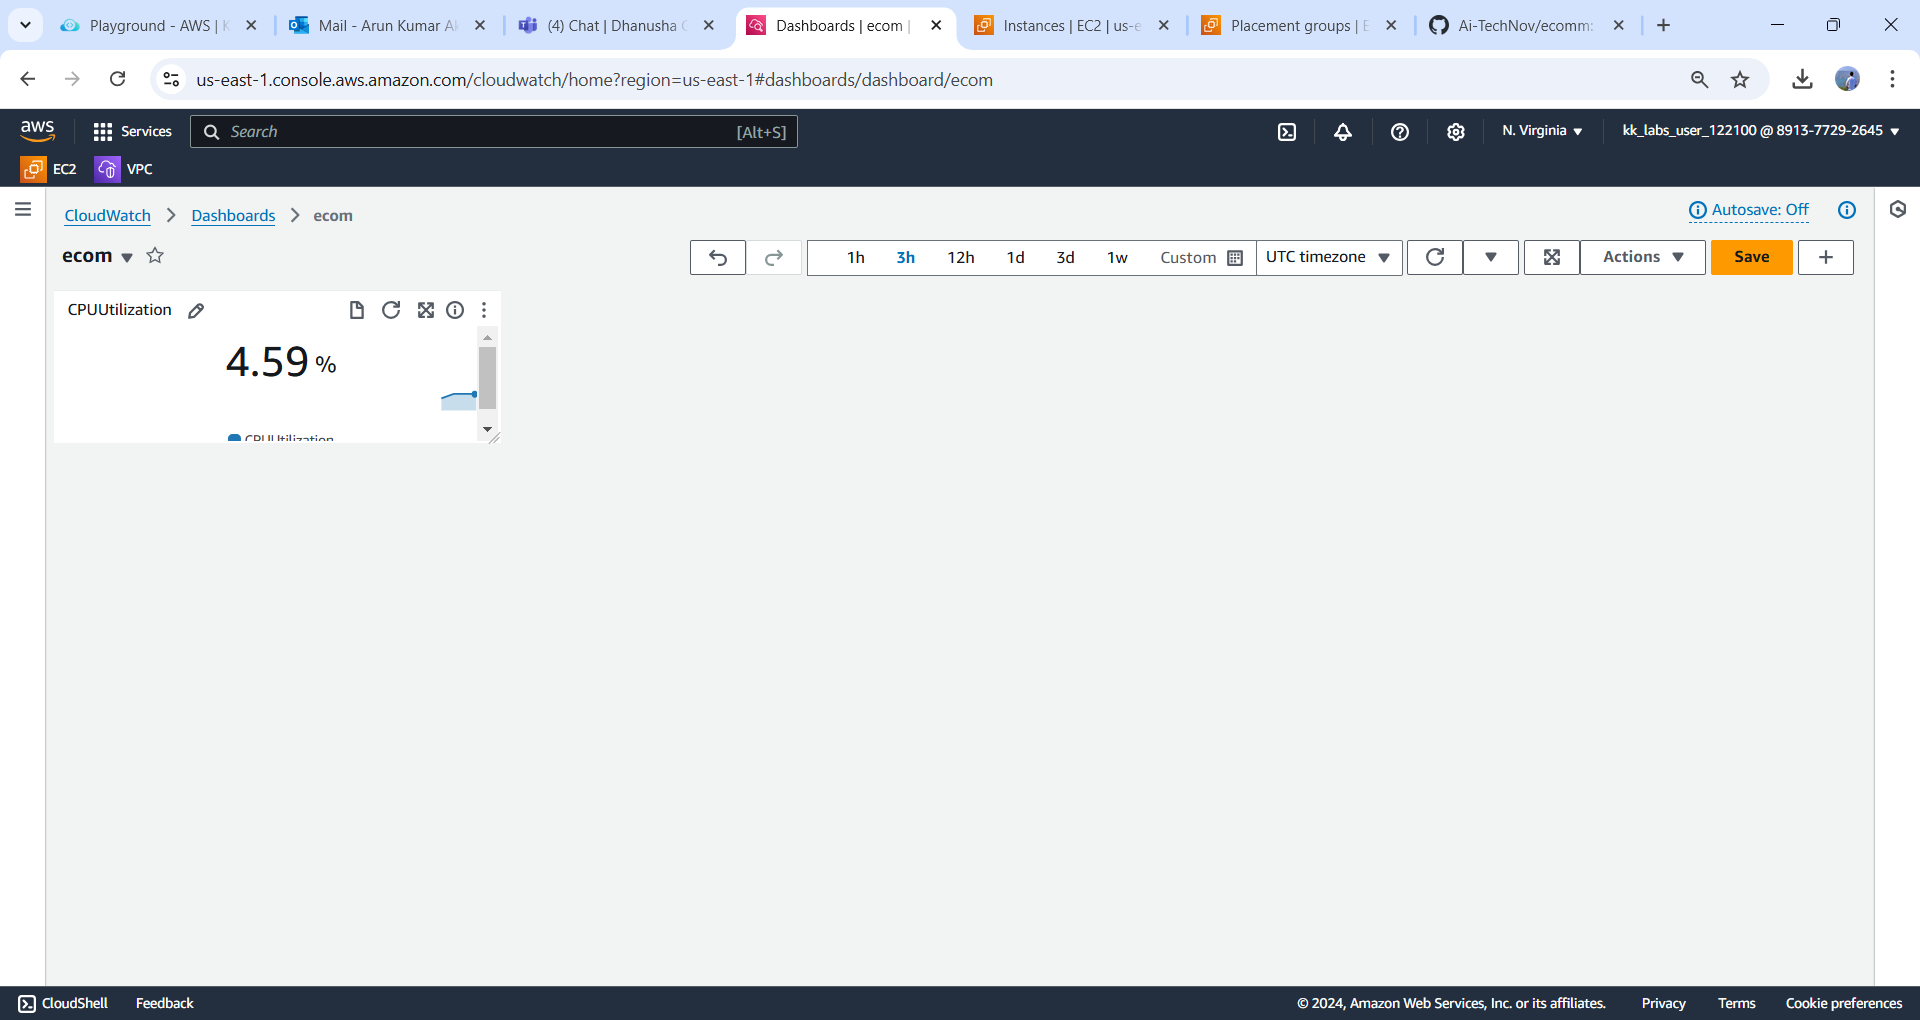 Playground - AWS | K
Mail - Arun Kumar Ak
(4) Chat | Dhanusha G
Dashboards | ecom |
Instances | EC2 | us-e
Placement groups | E
Ai-TechNov/ecomm:
us-east-1.console.aws.amazon.com/cloudwatch/home?region=us-east-1#dashboards/dashboard/ecom
aws
Services
Search
[Alt+S]
N. Virginia
kk_labs_user_122100 @ 8913-7729-2645
EC2
VPC
CloudWatch
Dashboards
ecom
Autosave: Off
ecom
1h
3h
12h
1d
3d
1w
Custom
UTC timezone
Actions
Save
CPUUtilization
4.59 %
CPUUtilization
CloudShell
Feedback
© 2024, Amazon Web Services, Inc. or its affiliates.
Privacy
Terms
Cookie preferences